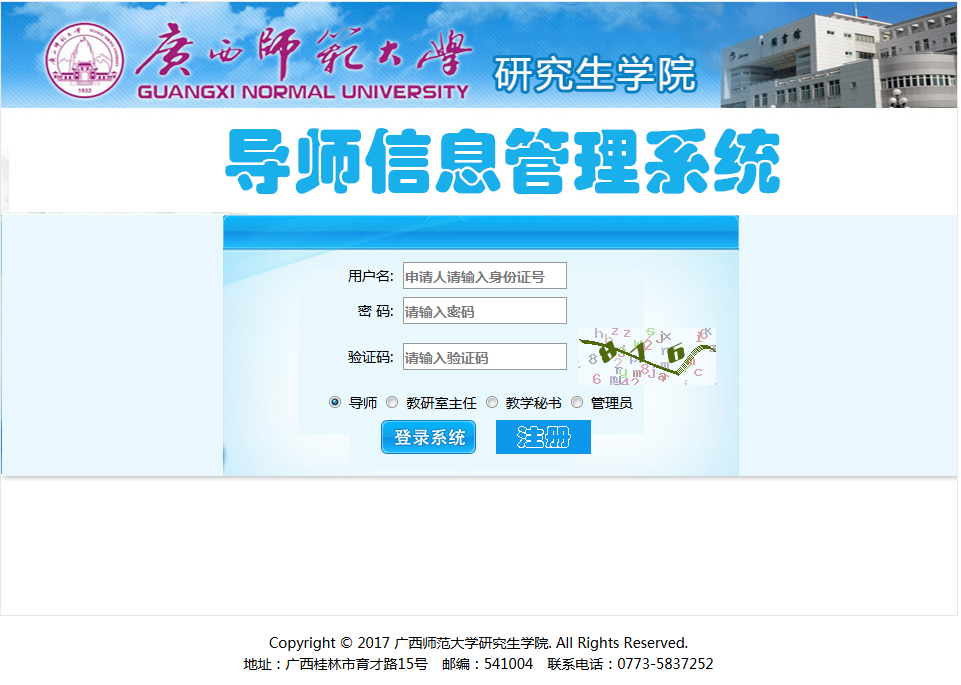 廣西師範大學
GUANGXI NORMAL UNIVERSITY
1932
研究生学院
导师信息管理系统
用户名: 申请人请输入身份证号
密 码: 请输入密码
验证码: 请输入验证码
导师 教研室主任 教学秘书 管理员
登录系统 注册
Copyright © 2017 广西师范大学研究生学院. All Rights Reserved.
地址：广西桂林市育才路15号 邮编：541004 联系电话：0773-5837252